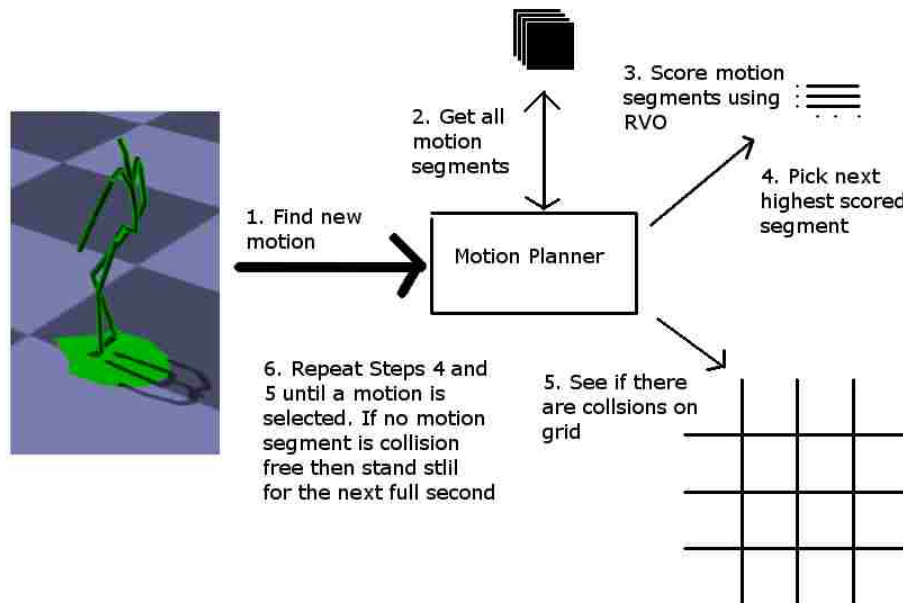 1. Find new
motion
2. Get all
motion
segments
3. Score motion
segments using
RVO
4. Pick next
highest scored
segment
Motion Planner
5. See if there
are collsions on
grid
6. Repeat Steps 4 and
5 until a motion is
selected. If no motion
segment is collision
free then stand stlil
for the next full second